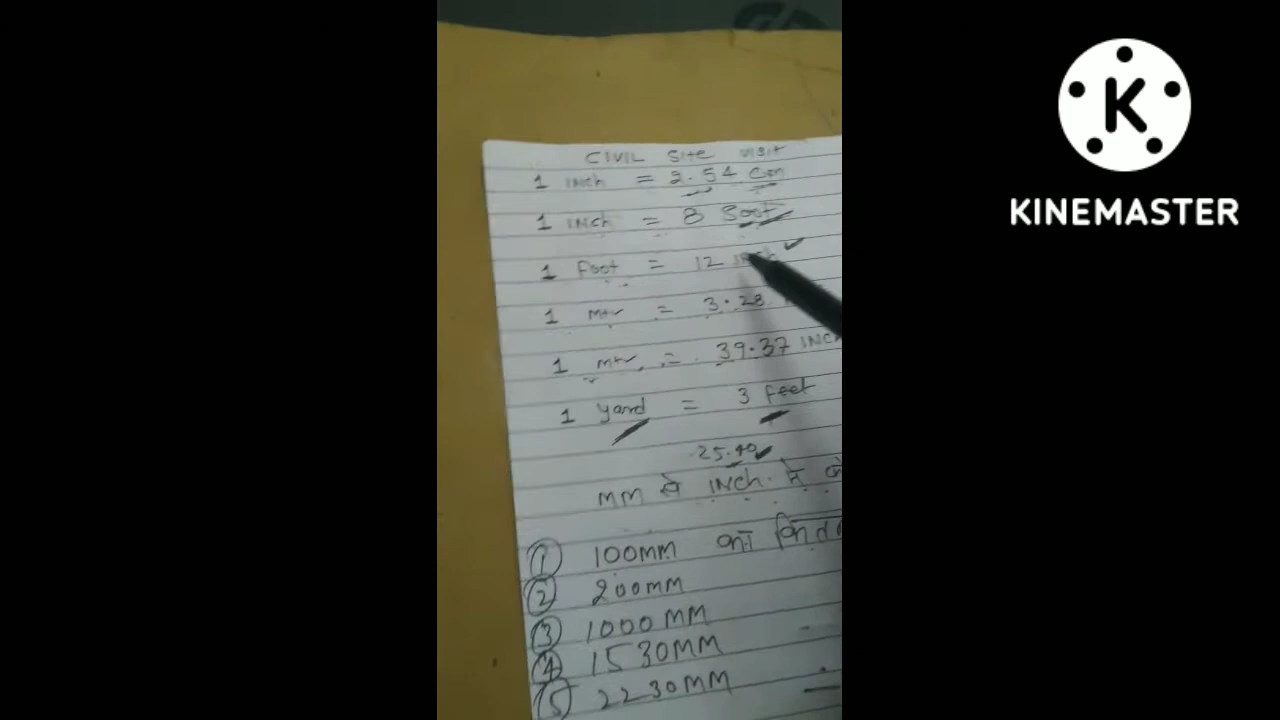 CIVIL Site visit
1 INCh = 2.54 Cm
1 INCh = 8 Soot
1 Foot = 12 INCh
1 Mtr = 3.28
1 Mtr = 39.37 INCH
1 yard = 3 Feet
25.40
MM से INCh. मे
① 100MM का
② 200MM
③ 1000MM
④ 1530MM
⑤ 2230MM
K
KINEMASTER